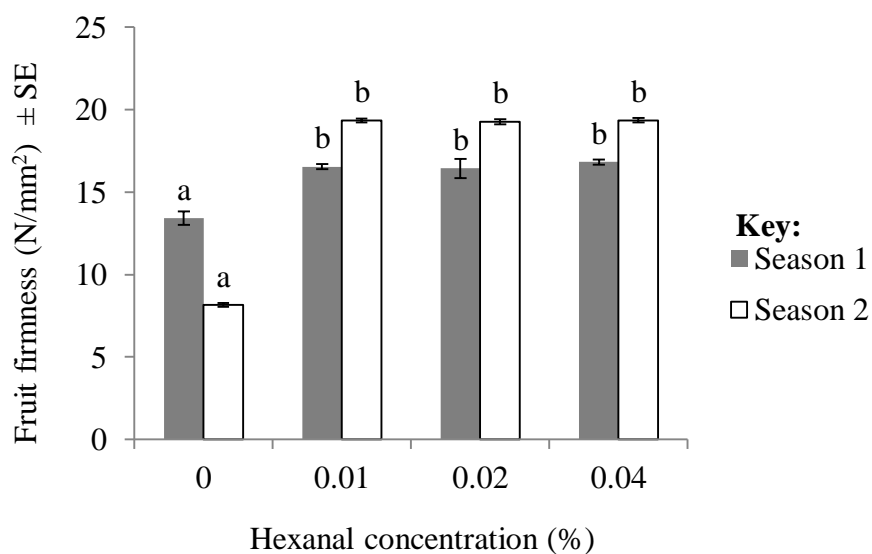 Fruit firmness (N/mm²) ± SE
25
20
15
10
5
0
a
a
b
b
b
b
b
b
0
0.01
0.02
0.04
Hexanal concentration (%)
Key:
Season 1
Season 2